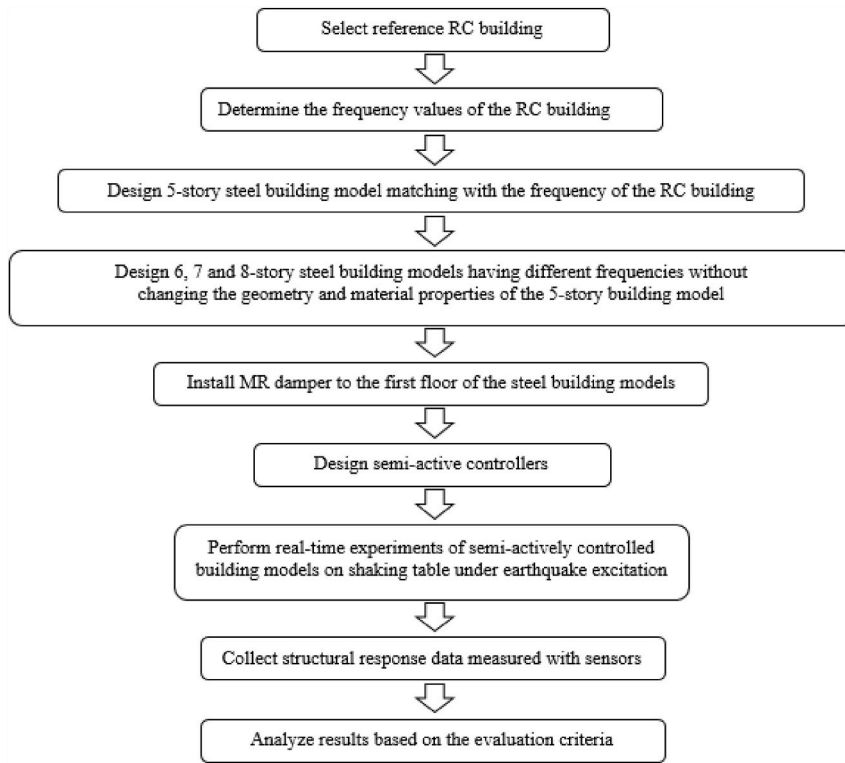 Select reference RC building
Determine the frequency values of the RC building
Design 5-story steel building model matching with the frequency of the RC building
Design 6, 7 and 8-story steel building models having different frequencies without
changing the geometry and material properties of the 5-story building model
Install MR damper to the first floor of the steel building models
Design semi-active controllers
Perform real-time experiments of semi-actively controlled
building models on shaking table under earthquake excitation
Collect structural response data measured with sensors
Analyze results based on the evaluation criteria